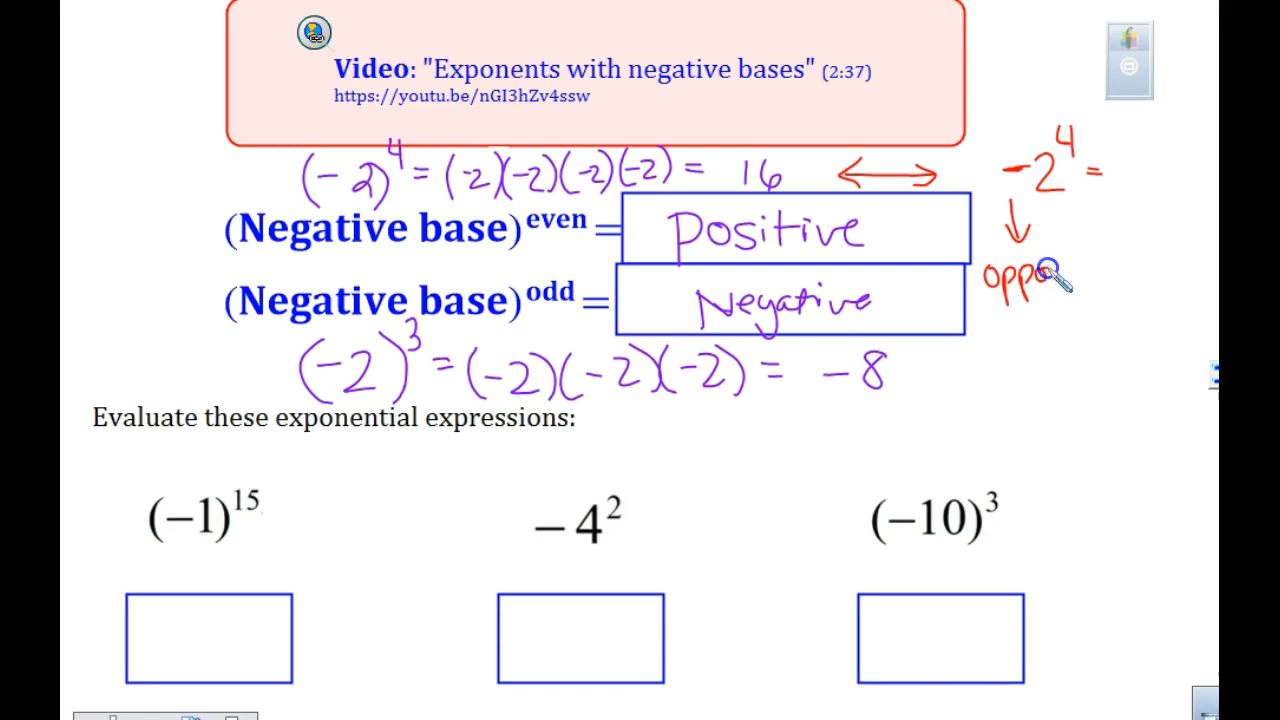 Video: "Exponents with negative bases" (2:37)
https://youtu.be/nGI3hZv4ssw
(-2)⁴ = (-2)(-2)(-2)(-2) = 16 ↔ -2⁴ =
(Negative base)ᵉᵛᵉⁿ = Positive
↓
oppo
(Negative base)ᵒᵈᵈ = Negative
(-2)³ = (-2)(-2)(-2) = -8
Evaluate these exponential expressions:
(−1)¹⁵ −4² (−10)³